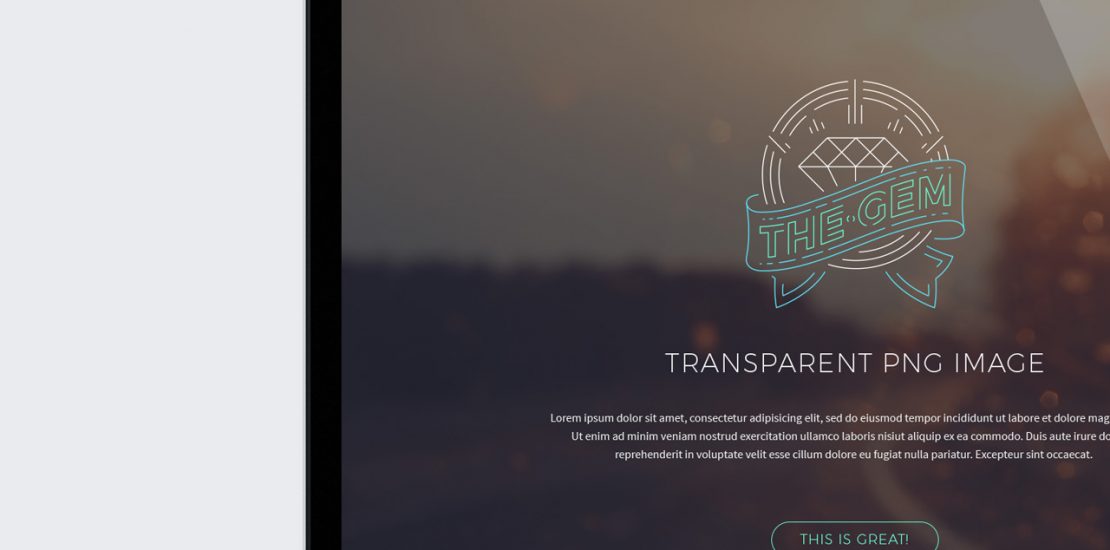 THE GEM
TRANSPARENT PNG IMAGE
Lorem ipsum dolor sit amet, consectetur adipisicing elit, sed do eiusmod tempor incididunt ut labore et dolore mag
Ut enim ad minim veniam nostrud exercitation ullamco laboris nisiut aliquip ex ea commodo. Duis aute irure do
reprehenderit in voluptate velit esse cillum dolore eu fugiat nulla pariatur. Excepteur sint occaecat.
THIS IS GREAT!